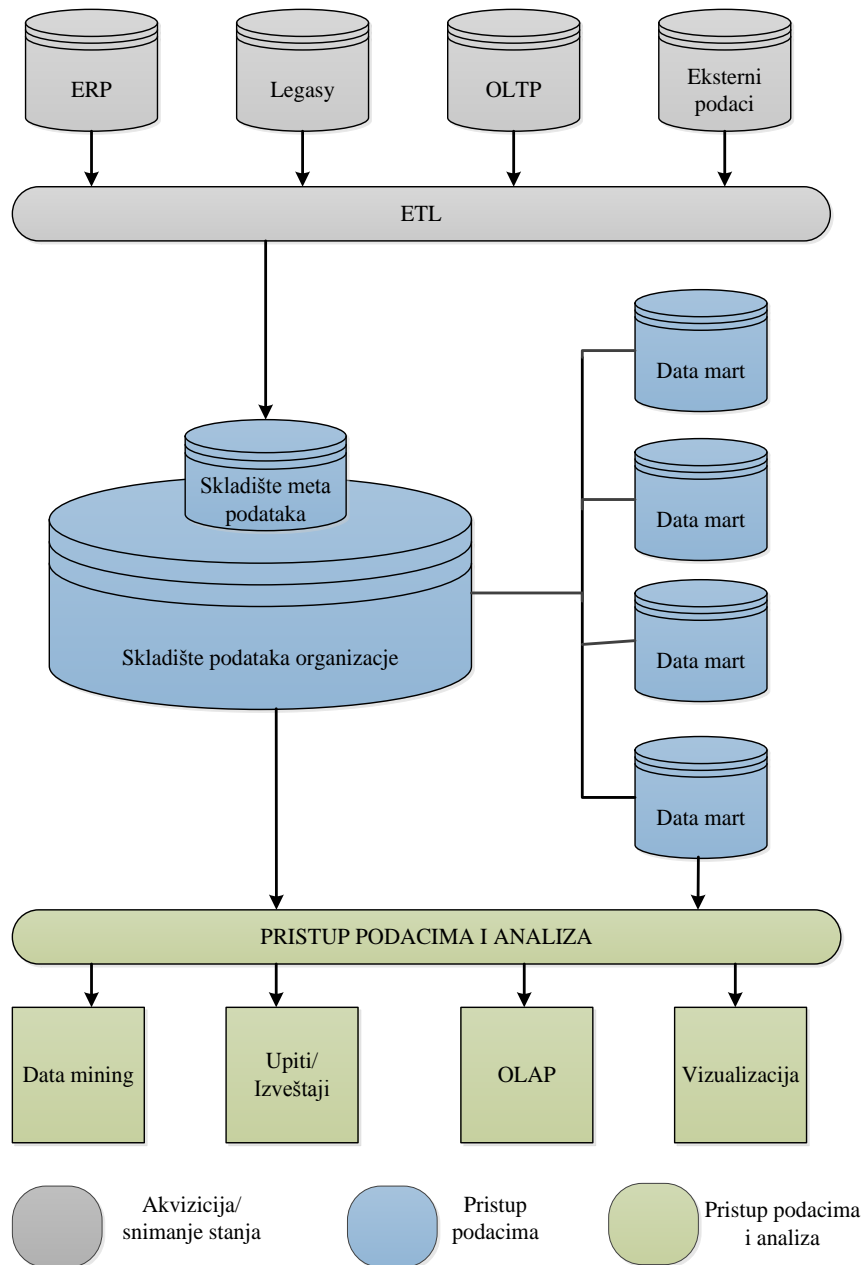 ERP
Legasy
OLTP
Eksterni
podaci
ETL
Data mart
Skladište meta
podataka
Data mart
Skladište podataka organizacje
Data mart
Data mart
PRISTUP PODACIMA I ANALIZA
Data mining
Upiti/
Izveštaji
OLAP
Vizualizacija
Akvizicija/
snimanje stanja
Pristup
podacima
Pristup podacima
i analiza